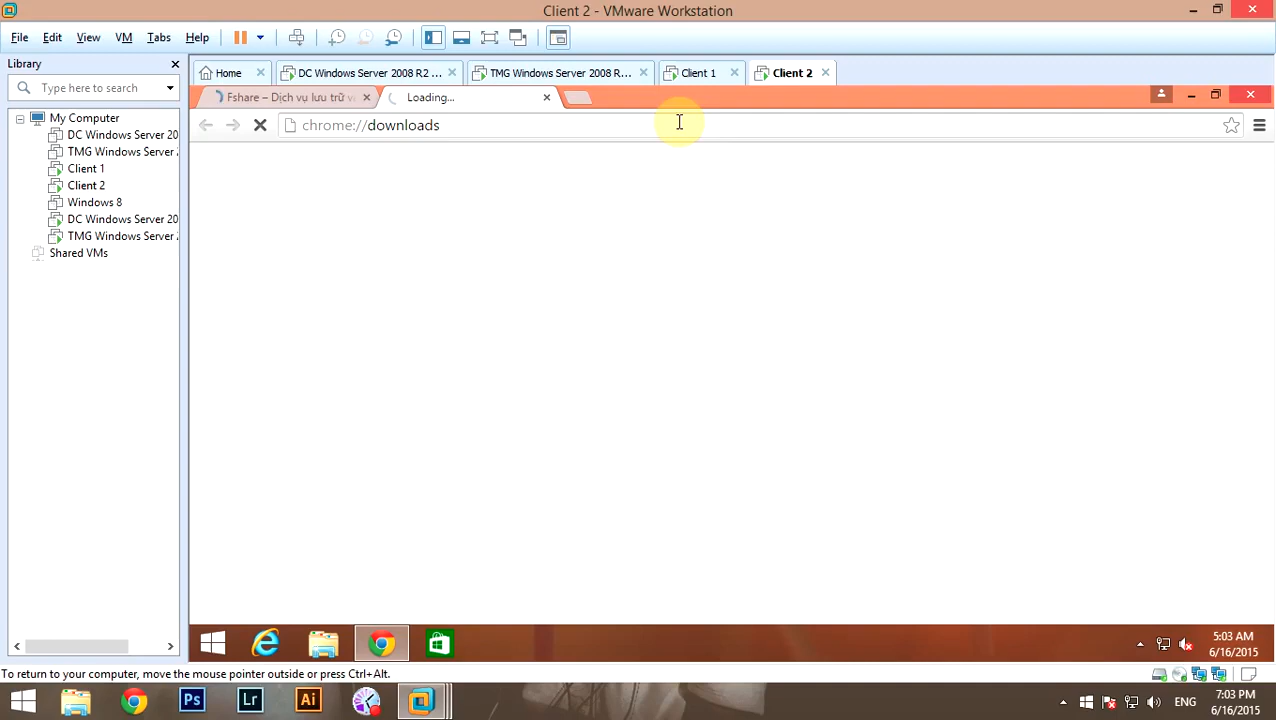 Client 2 - VMware Workstation
File Edit View VM Tabs Help
Library
Type here to search
My Computer
DC Windows Server 20
TMG Windows Server 2
Client 1
Client 2
Windows 8
DC Windows Server 20
TMG Windows Server
Shared VMs
Home
DC Windows Server 2008 R2 ...
TMG Windows Server 2008 R...
Client 1
Client 2
Fshare – Dịch vụ lưu trữ v
Loading...
chrome://downloads
5:03 AM
6/16/2015
To return to your computer, move the mouse pointer outside or press Ctrl+Alt.
Ps
Lr
Ai
ENG
7:03 PM
6/16/2015